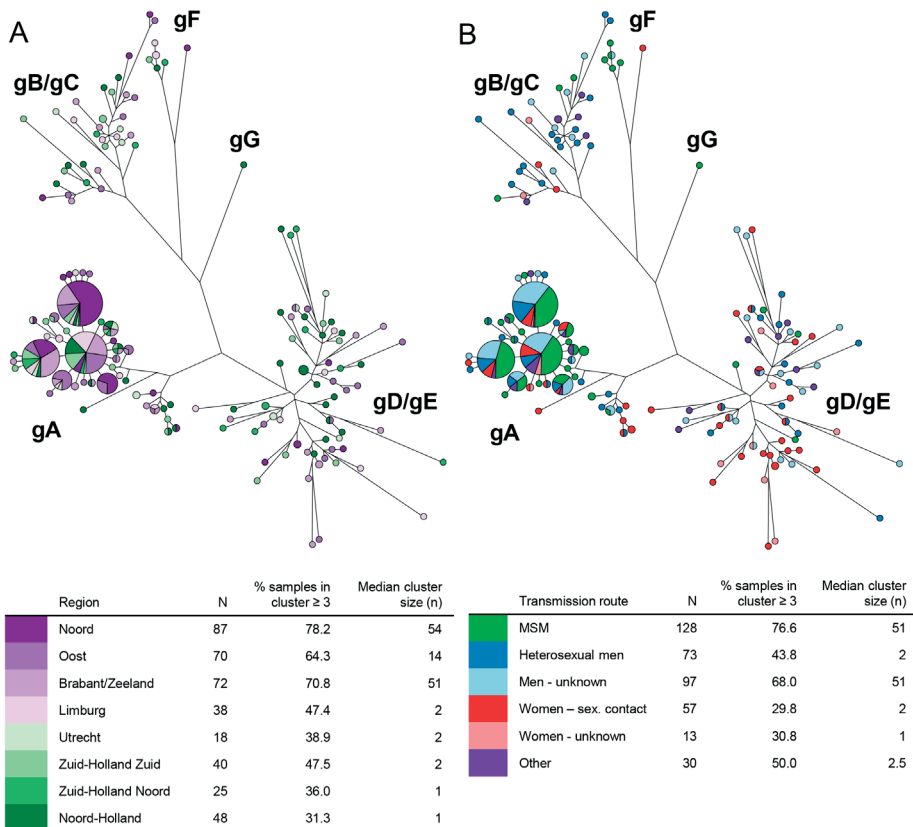 A
B
gF
gF
gB/gC
gB/gC
gG
gG
gD/gE
gD/gE
gA
gA
Region N % samples in cluster ≥ 3 Median cluster size (n)
Noord 87 78.2 54
Oost 70 64.3 14
Brabant/Zeeland 72 70.8 51
Limburg 38 47.4 2
Utrecht 18 38.9 2
Zuid-Holland Zuid 40 47.5 2
Zuid-Holland Noord 25 36.0 1
Noord-Holland 48 31.3 1
Transmission route N % samples in cluster ≥ 3 Median cluster size (n)
MSM 128 76.6 51
Heterosexual men 73 43.8 2
Men - unknown 97 68.0 51
Women – sex. contact 57 29.8 2
Women - unknown 13 30.8 1
Other 30 50.0 2.5